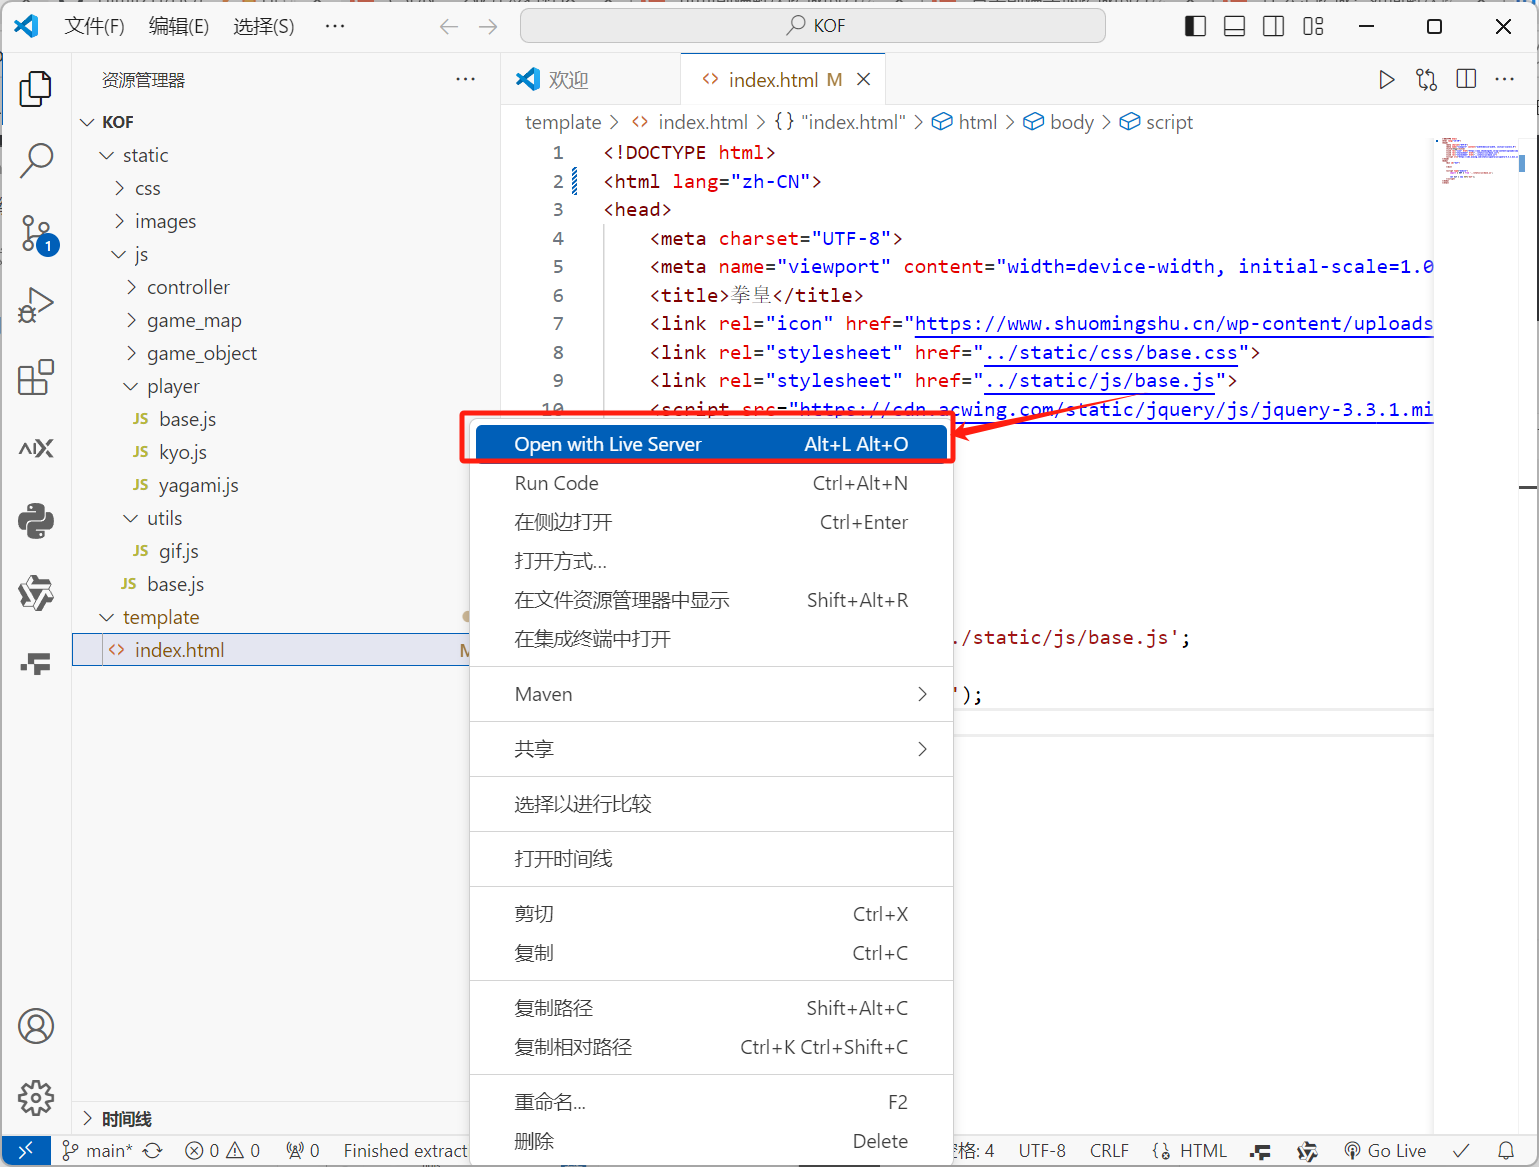 文件(F) 编辑(E) 选择(S) ··· KOF
资源管理器 ···
欢迎
index.html M
template > index.html > {} "index.html" > html > body > script
KOF
static
css
images
js
controller
game_map
game_object
player
JS base.js
JS kyo.js
JS yagami.js
utils
JS gif.js
JS base.js
template
<> index.html M
时间线
1 <!DOCTYPE html>
2 <html lang="zh-CN">
3 <head>
4 <meta charset="UTF-8">
5 <meta name="viewport" content="width=device-width, initial-scale=1.0
6 <title>拳皇</title>
7 <link rel="icon" href="https://www.shuomingshu.cn/wp-content/uploads
8 <link rel="stylesheet" href="../static/css/base.css">
9 <link rel="stylesheet" href="../static/js/base.js">
10 <script src="https://cdn.acwing.com/static/jquery/js/jquery-3.3.1.mi
./static/js/base.js';
');
Open with Live Server Alt+L Alt+O
Run Code Ctrl+Alt+N
在侧边打开 Ctrl+Enter
打开方式...
在文件资源管理器中显示 Shift+Alt+R
在集成终端中打开
Maven
共享
选择以进行比较
打开时间线
剪切 Ctrl+X
复制 Ctrl+C
复制路径 Shift+Alt+C
复制相对路径 Ctrl+K Ctrl+Shift+C
重命名... F2
删除 Delete
1
main* 0 0 0 Finished extract 空格: 4 UTF-8 CRLF HTML Go Live